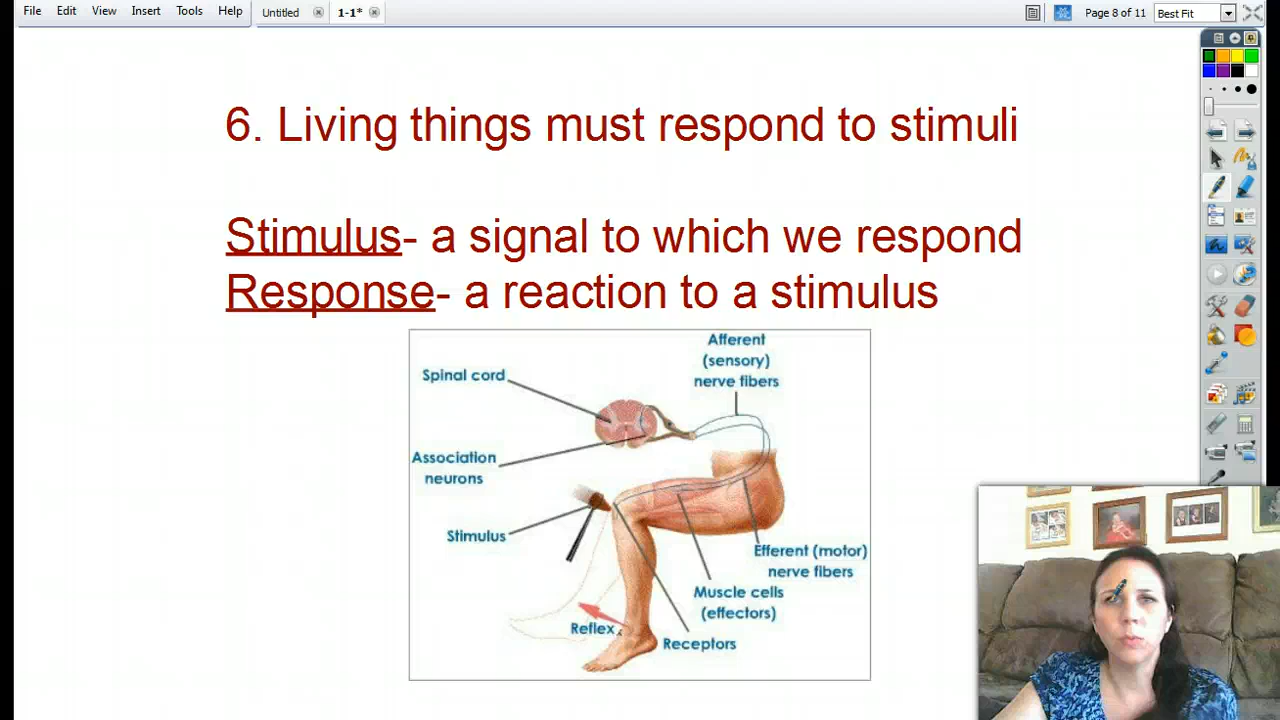 File Edit View Insert Tools Help Untitled 1-1* Page 8 of 11 Best Fit
6. Living things must respond to stimuli
Stimulus- a signal to which we respond
Response- a reaction to a stimulus
Afferent
(sensory)
nerve fibers
Spinal cord
Association
neurons
Stimulus
Efferent (motor)
nerve fibers
Muscle cells
(effectors)
Reflex
Receptors